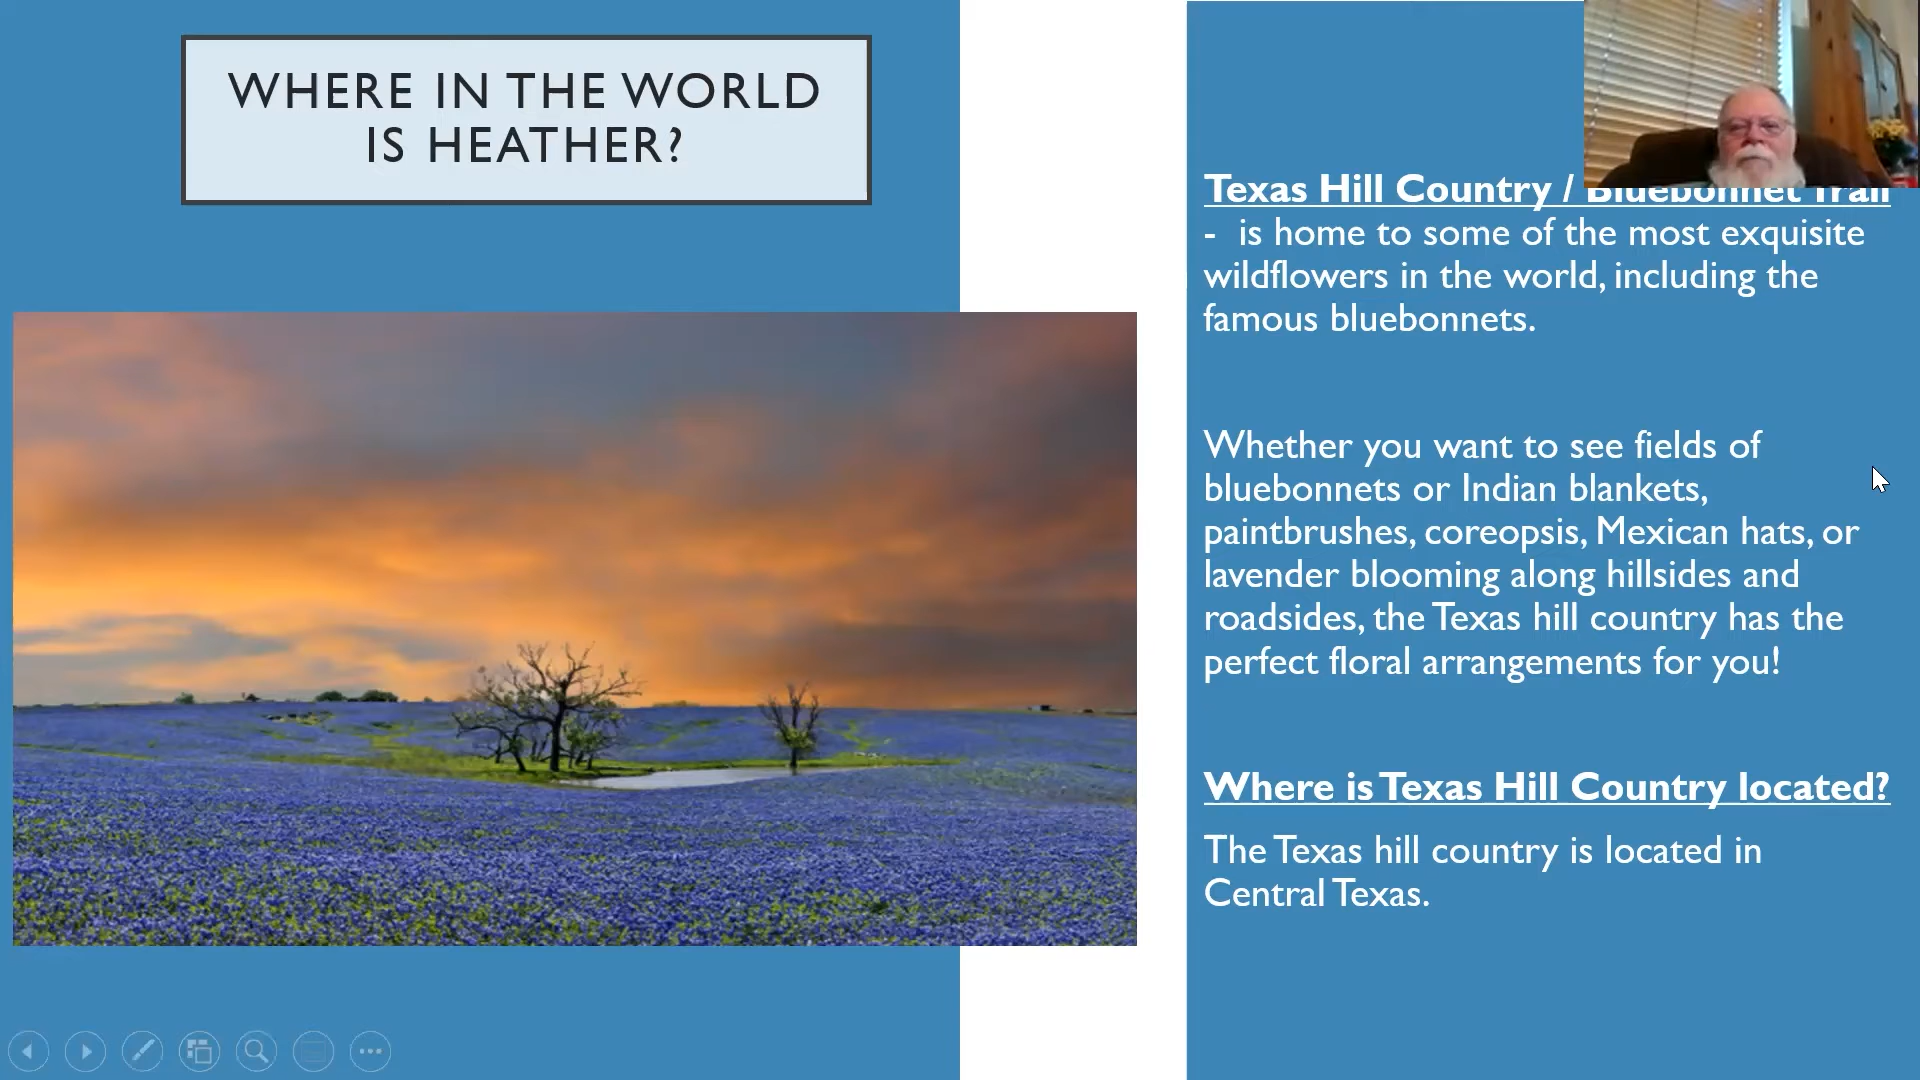 WHERE IN THE WORLD
IS HEATHER?
Texas Hill Country / Bluebonnet Trail
- is home to some of the most exquisite
wildflowers in the world, including the
famous bluebonnets.
Whether you want to see fields of
bluebonnets or Indian blankets,
paintbrushes, coreopsis, Mexican hats, or
lavender blooming along hillsides and
roadsides, the Texas hill country has the
perfect floral arrangements for you!
Where is Texas Hill Country located?
The Texas hill country is located in
Central Texas.